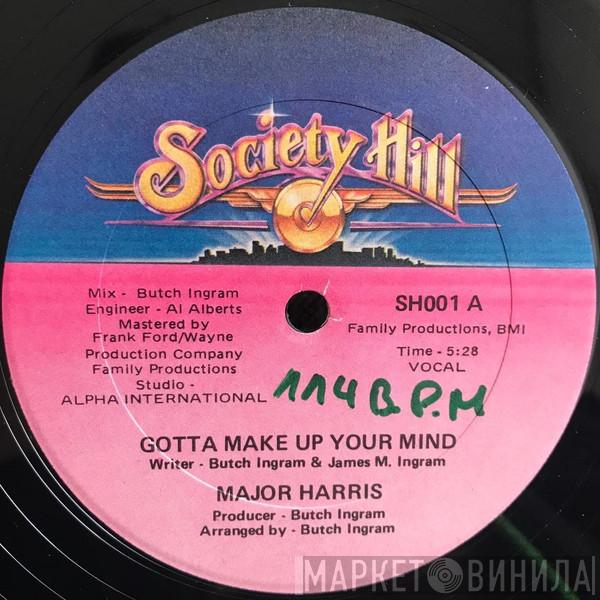 Society Hill
Mix - Butch Ingram
Engineer - Al Alberts
Mastered by
Frank Ford/Wayne
Production Company
Family Productions
Studio -
ALPHA INTERNATIONAL
SH001 A
Family Productions, BMI
Time - 5:28
VOCAL
114 B.P.M
GOTTA MAKE UP YOUR MIND
Writer - Butch Ingram & James M. Ingram
MAJOR HARRIS
Producer - Butch Ingram
Arranged by - Butch Ingram
МАРКЕТ ВИНИЛА